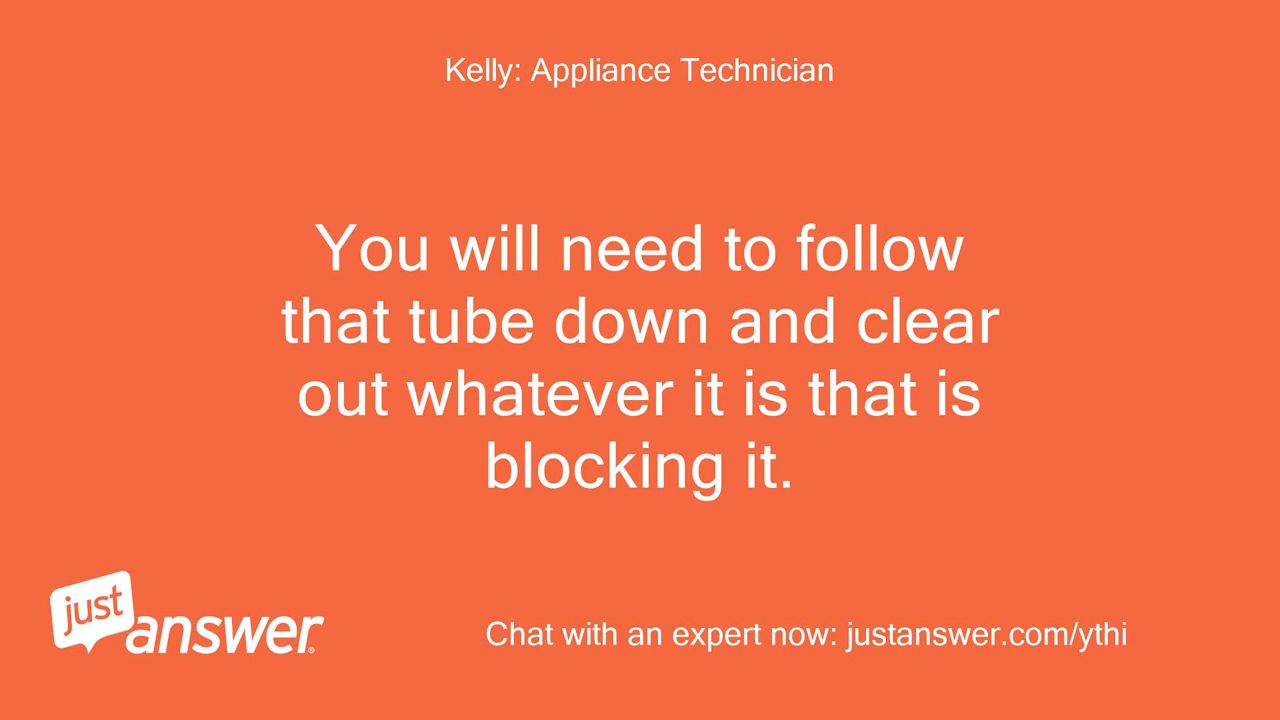 Kelly: Appliance Technician
You will need to follow
that tube down and clear
out whatever it is that is
blocking it.
just
answer®
Chat with an expert now: justanswer.com/ythi